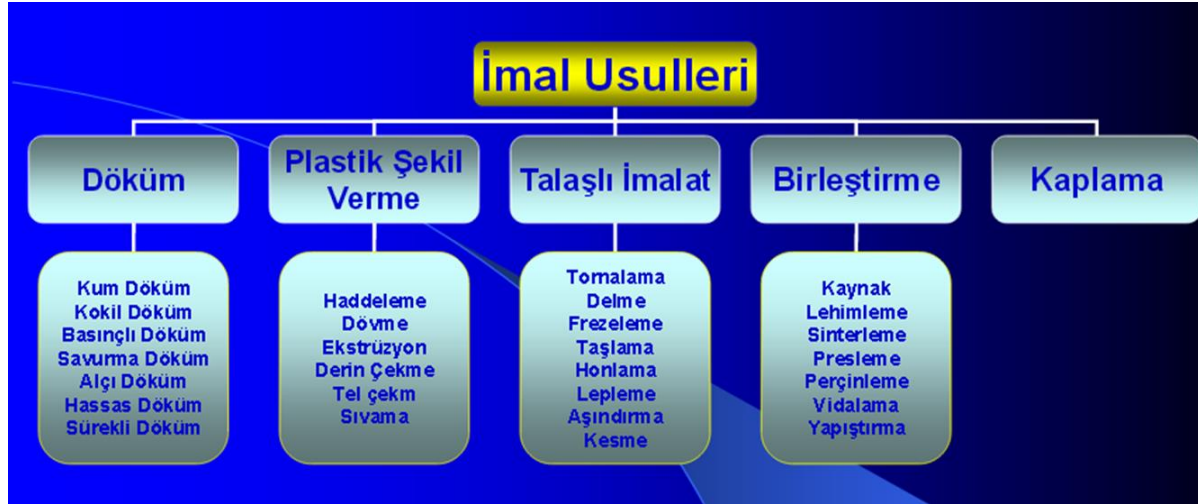 İmal Usulleri
Döküm
Plastik Şekil
Verme
Talaşlı İmalat
Birleştirme
Kaplama
Kum Döküm
Kokil Döküm
Basınçlı Döküm
Savurma Döküm
Alçı Döküm
Hassas Döküm
Sürekli Döküm
Haddeleme
Dövme
Ekstrüzyon
Derin Çekme
Tel çekm
Sıvama
Tornalama
Delme
Frezeleme
Taşlama
Honlama
Lepleme
Aşındırma
Kesme
Kaynak
Lehimleme
Sinterleme
Presleme
Perçinleme
Vidalama
Yapıştırma